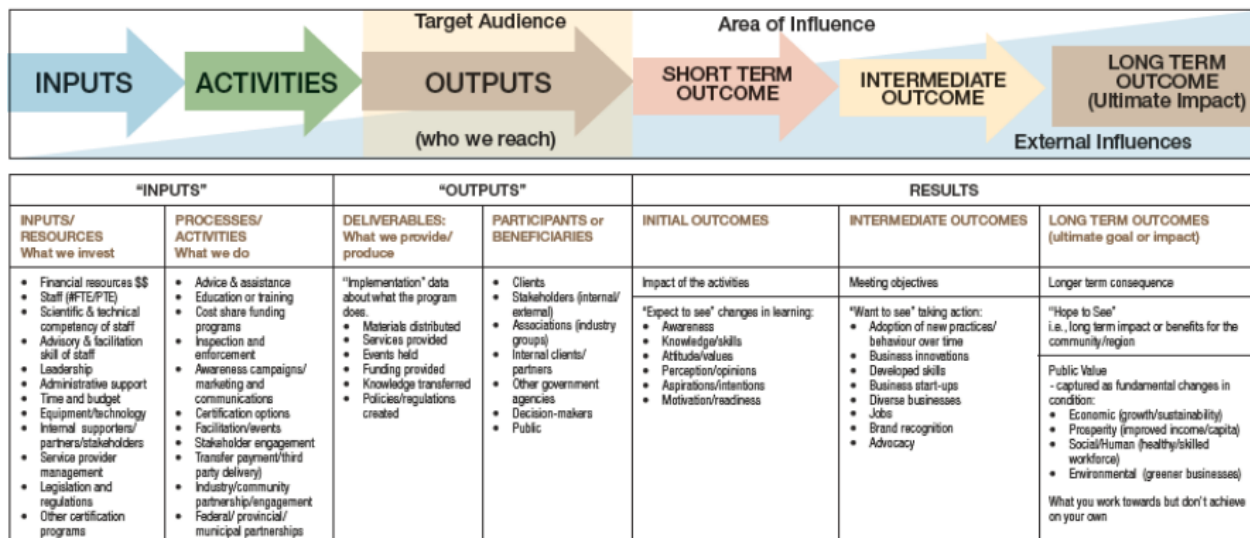 Target Audience
Area of Influence
INPUTS
ACTIVITIES
OUTPUTS
SHORT TERM
OUTCOME
INTERMEDIATE
OUTCOME
LONG TERM
OUTCOME
(Ultimate Impact)
(who we reach)
External Influences
"INPUTS"
"OUTPUTS"
RESULTS
INPUTS/
RESOURCES
What we invest
PROCESSES/
ACTIVITIES
What we do
DELIVERABLES:
What we provide/
produce
PARTICIPANTS or
BENEFICIARIES
INITIAL OUTCOMES
INTERMEDIATE OUTCOMES
LONG TERM OUTCOMES
(ultimate goal or impact)
• Financial resources $$
• Staff (#FTE/PTE)
• Scientific & technical
competency of staff
• Advisory & facilitation
skill of staff
• Leadership
• Administrative support
• Time and budget
• Equipment/technology
• Internal supporters/
partners/stakeholders
• Service provider
management
• Legislation and
regulations
• Other certification
programs
• Advice & assistance
• Education or training
• Cost share funding
programs
• Inspection and
enforcement
• Awareness campaigns/
marketing and
communications
• Certification options
• Facilitation/events
• Stakeholder engagement
• Transfer payment/third
party delivery)
• Industry/community
partnership/engagement
• Federal/ provincial/
municipal partnerships
"Implementation" data
about what the program
does.
• Materials distributed
• Services provided
• Events held
• Funding provided
• Knowledge transferred
• Policies/regulations
created
• Clients
• Stakeholders (internal/
external)
• Associations (industry
groups)
• Internal clients/
partners
• Other government
agencies
• Decision-makers
• Public
Impact of the activities
"Expect to see" changes in learning:
• Awareness
• Knowledge/skills
• Attitude/values
• Perception/opinions
• Aspirations/intentions
• Motivation/readiness
Meeting objectives
"Want to see" taking action:
• Adoption of new practices/
behaviour over time
• Business innovations
• Developed skills
• Business start-ups
• Diverse businesses
• Jobs
• Brand recognition
• Advocacy
Longer term consequence
"Hope to See"
i.e., long term impact or benefits for the
community/region
Public Value
- captured as fundamental changes in
condition:
• Economic (growth/sustainability)
• Prosperity (improved income/capita)
• Social/Human (healthy/skilled
workforce)
• Environmental (greener businesses)
What you work towards but don't achieve
on your own